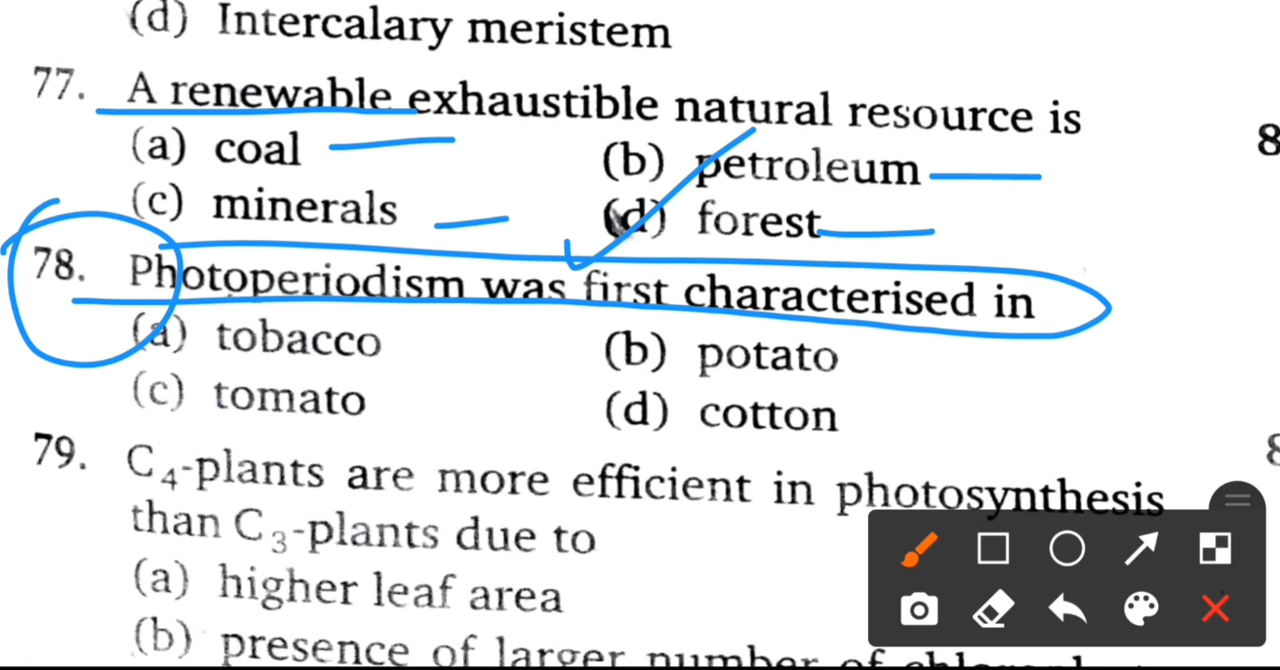 (d) Intercalary meristem
77. A renewable exhaustible natural resource is
(a) coal (b) petroleum
(c) minerals (d) forest
78. Photoperiodism was first characterised in
(a) tobacco (b) potato
(c) tomato (d) cotton
79. C₄-plants are more efficient in photosynthesis
than C₃-plants due to
(a) higher leaf area
(b) presence of larger number of
8